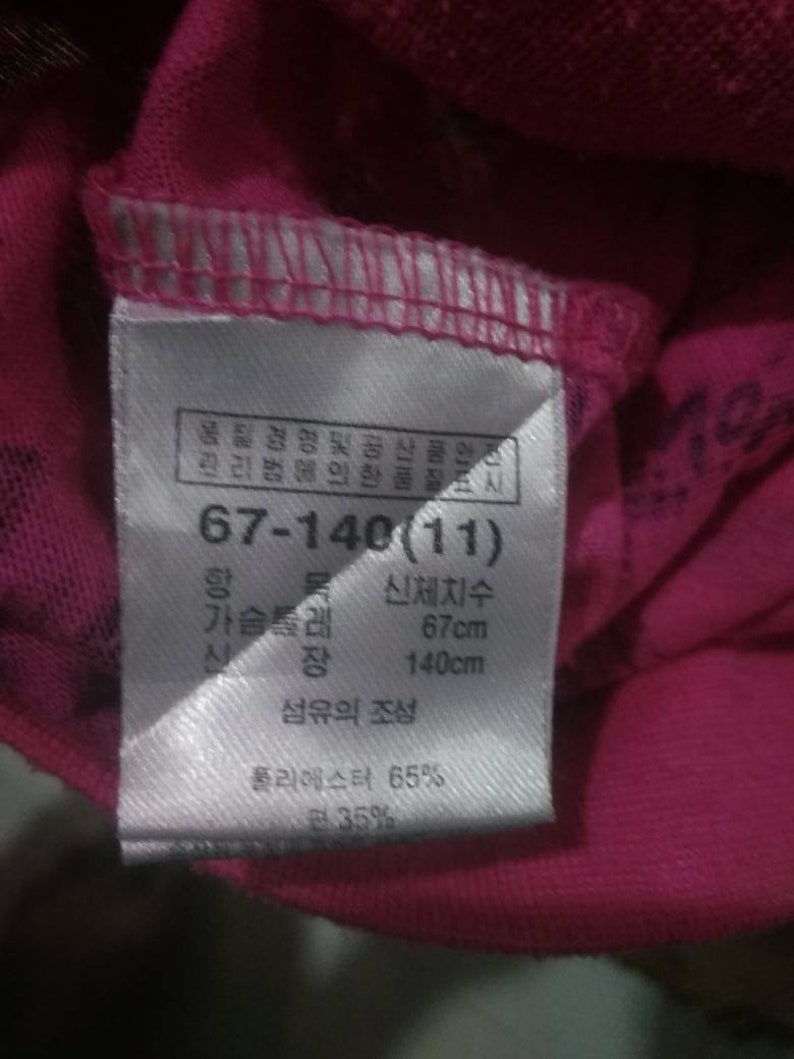 품질경영및공산품안전
관리법에의한품질표시
67-140(11)
항 목 신체치수
가슴둘레 67cm
신 장 140cm
섬유의 조성
폴리에스터 65%
면 35%